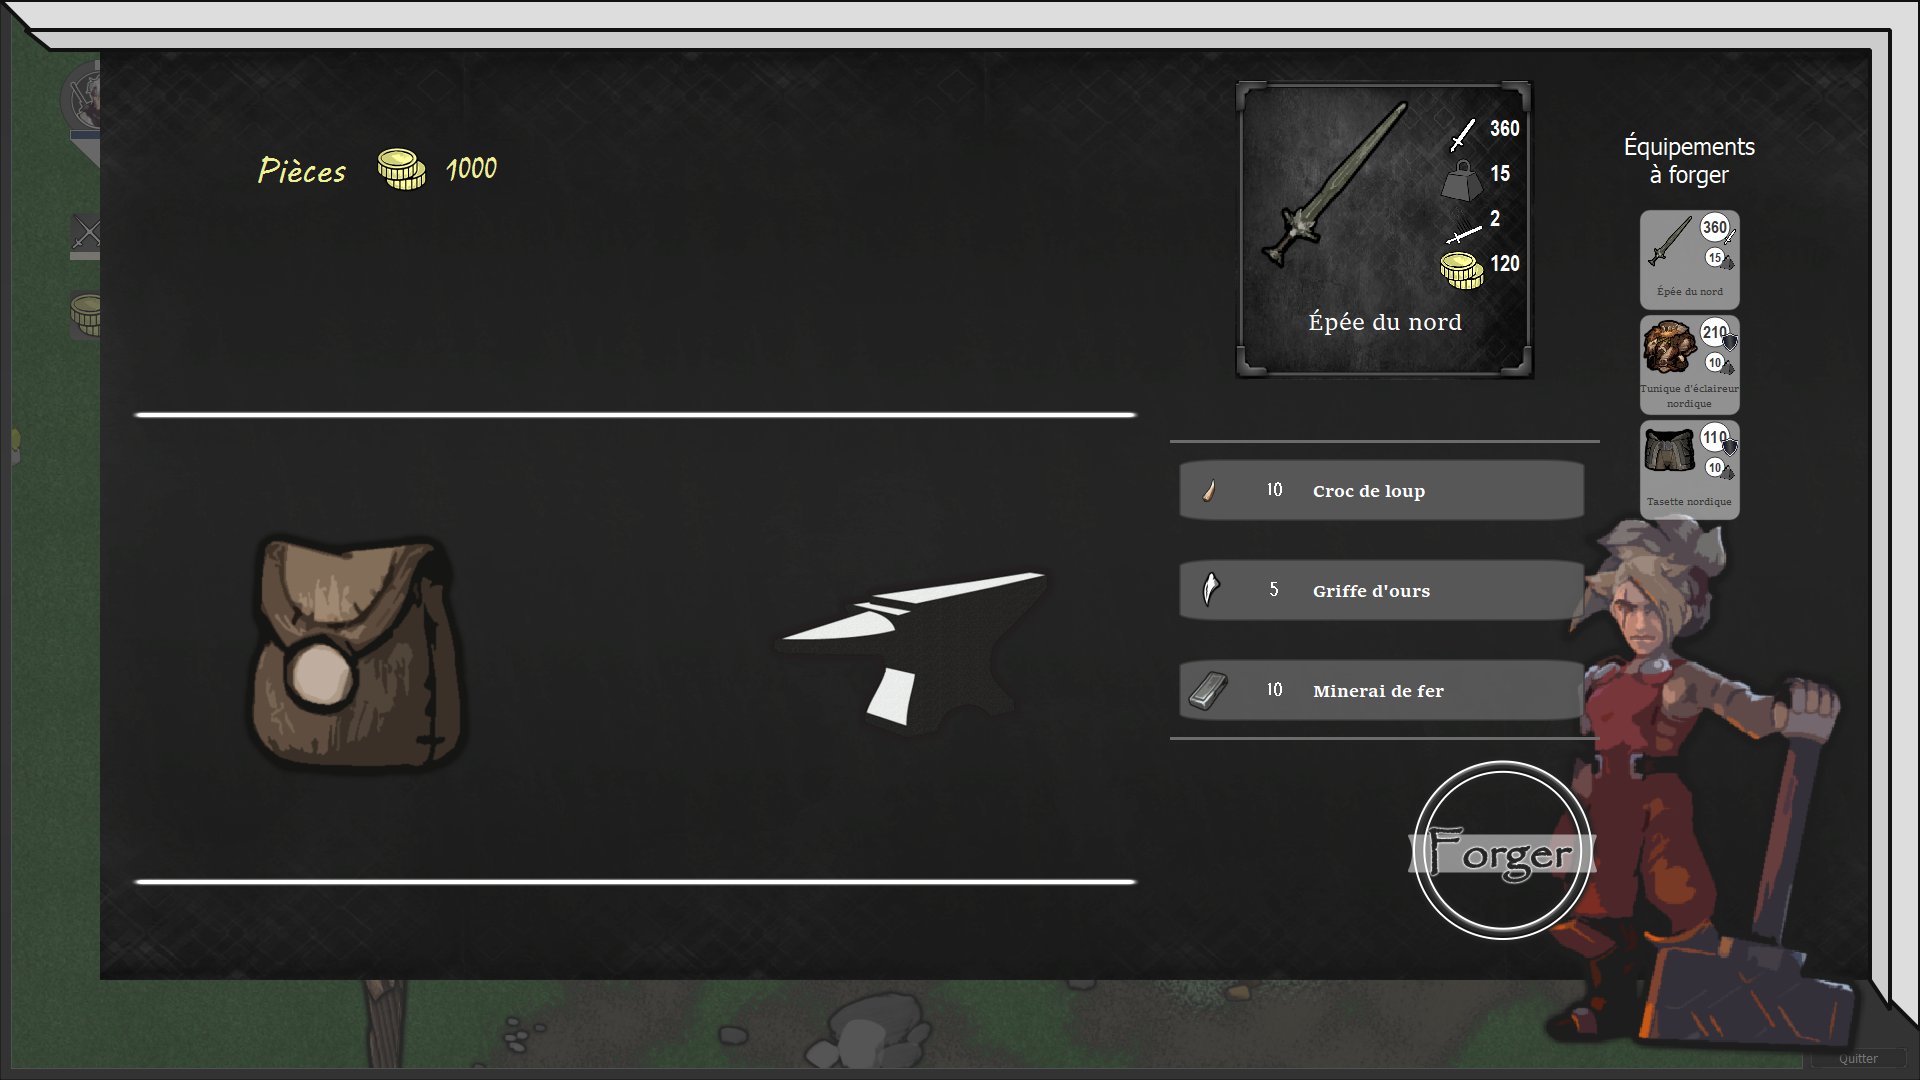 Pièces 1000
360
15
2
120
Épée du nord
Équipements
à forger
360
15
Épée du nord
210
10
Tunique d'éclaireur
nordique
110
10
Tasette nordique
10 Croc de loup
5 Griffe d'ours
10 Minerai de fer
Forger
Quitter